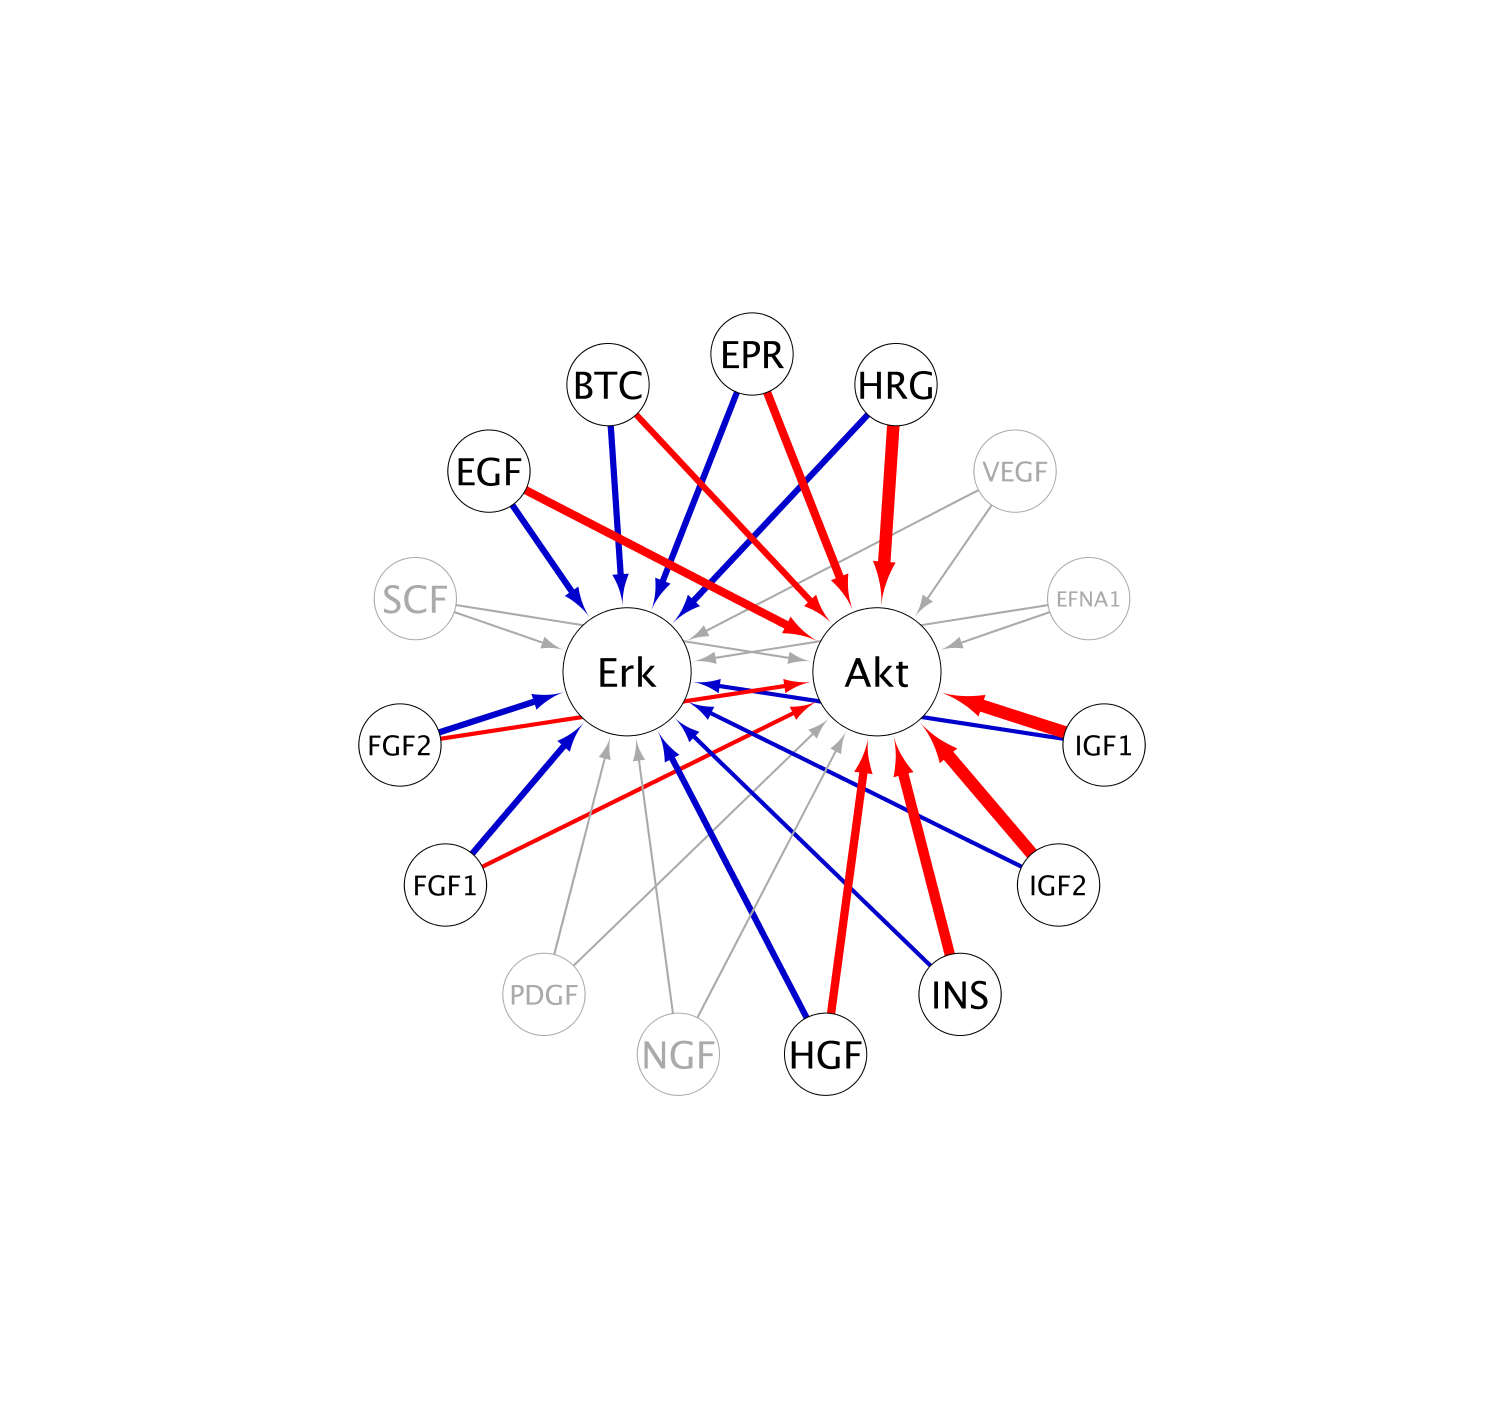 EPR
BTC
HRG
EGF
VEGF
SCF
EFNA1
Erk
Akt
FGF2
IGF1
FGF1
IGF2
PDGF
INS
NGF
HGF